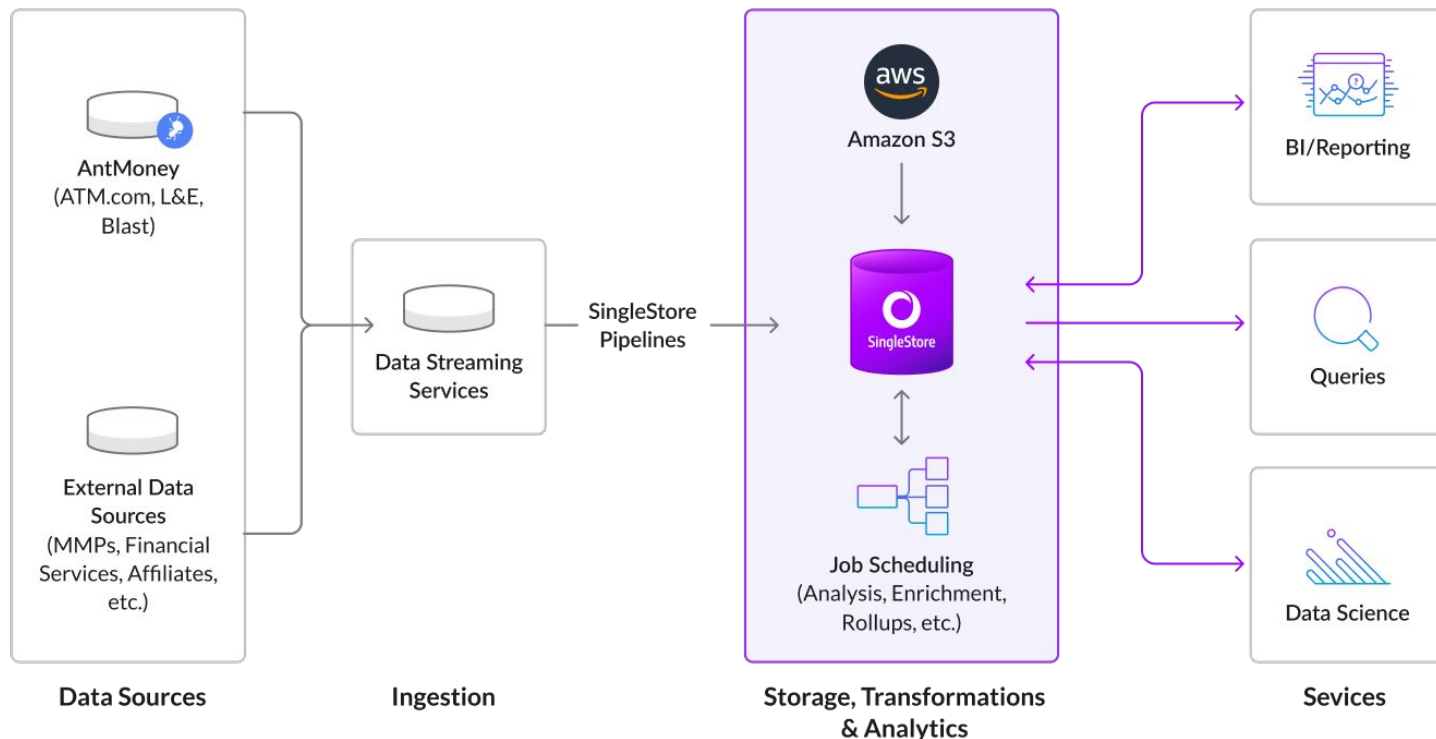 AntMoney
(ATM.com, L&E,
Blast)
External Data
Sources
(MMPs, Financial
Services, Affiliates,
etc.)
Data Sources
Data Streaming
Services
Ingestion
SingleStore
Pipelines
aws
Amazon S3
SingleStore
Job Scheduling
(Analysis, Enrichment,
Rollups, etc.)
Storage, Transformations
& Analytics
?
BI/Reporting
Queries
Data Science
Sevices